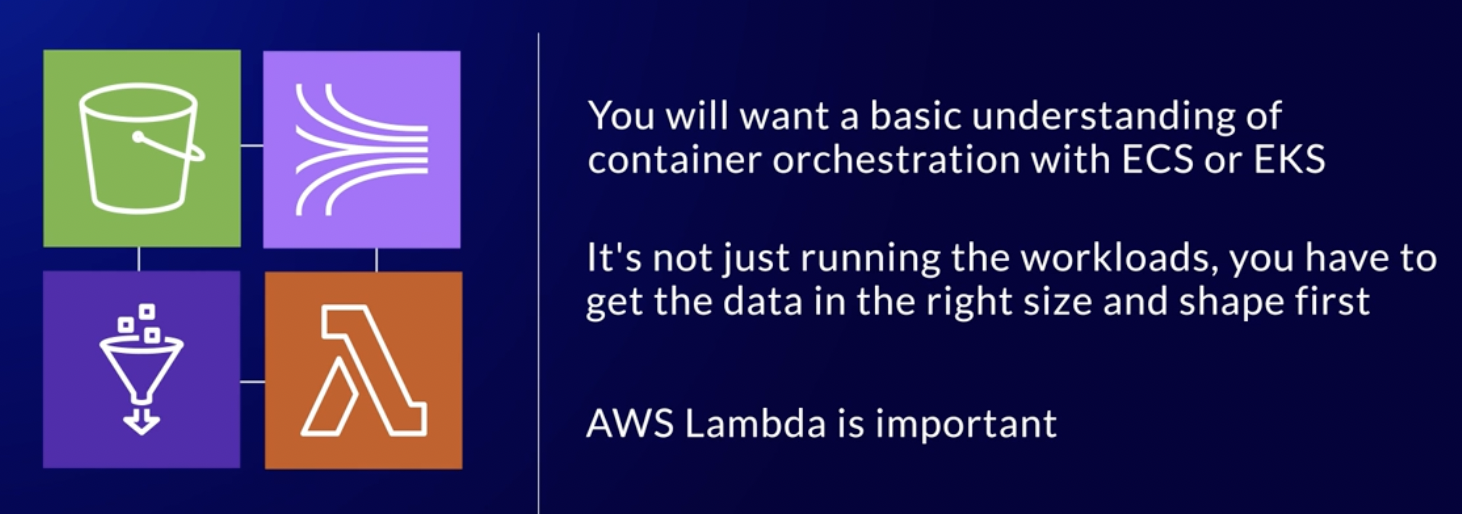 You will want a basic understanding of
container orchestration with ECS or EKS
It's not just running the workloads, you have to
get the data in the right size and shape first
AWS Lambda is important